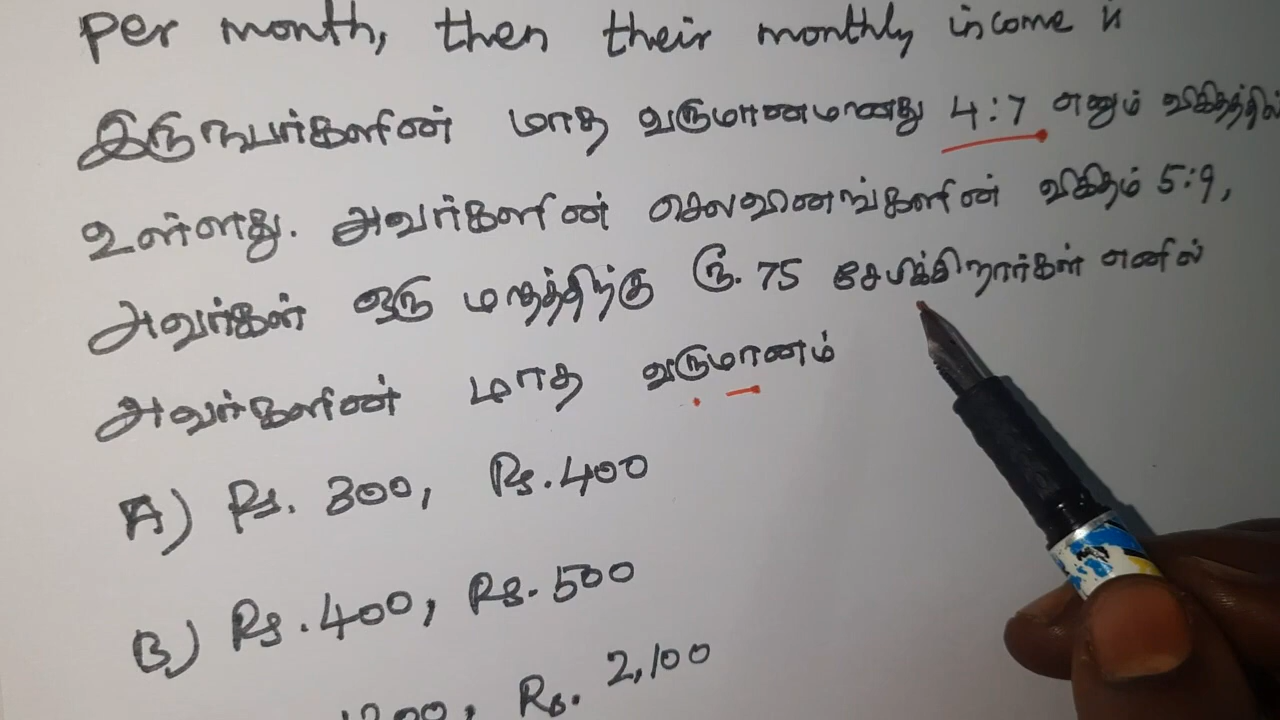 Per month, then their monthly income is
இரு நபர்களின் மாத வருமானமானது 4:7 எனும் விகிதத்தில்
உள்ளது. அவர்களின் செலவினங்களின் விகிதம் 5:9,
அவர்கள் ஒரு மாதத்திற்கு ரூ. 75 சேமிக்கிறார்கள் எனில்
அவர்களின் மாத வருமானம்
A) Rs. 300, Rs. 400
B) Rs. 400, Rs. 500
Rs. 2,100